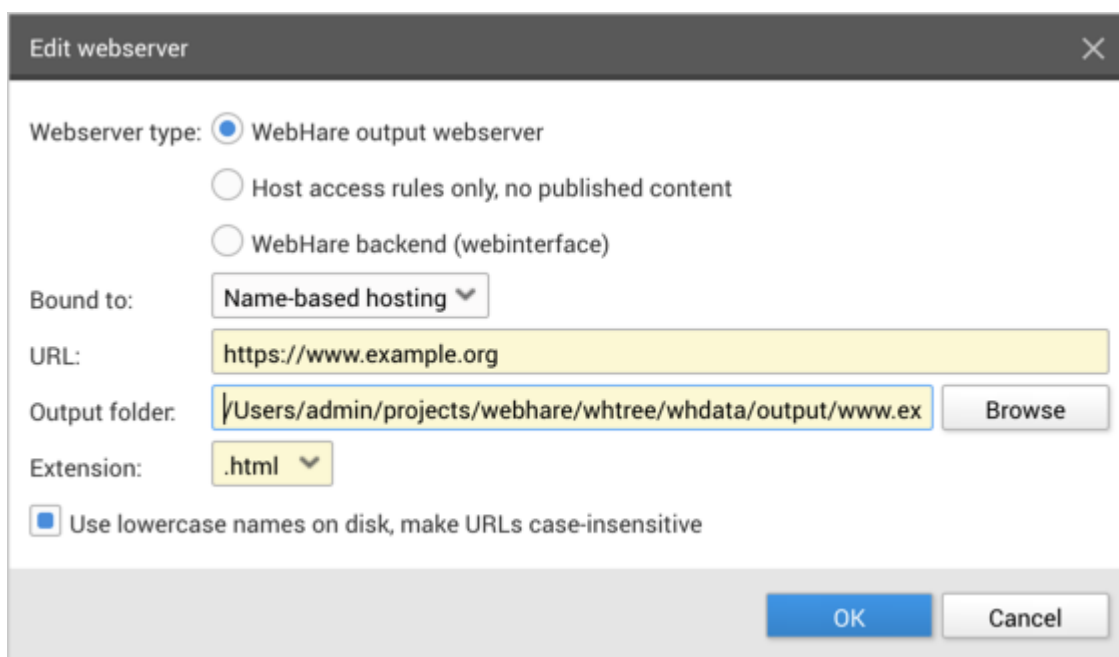 Edit webserver
Webserver type: WebHare output webserver
Host access rules only, no published content
WebHare backend (webinterface)
Bound to: Name-based hosting
URL: https://www.example.org
Output folder: /Users/admin/projects/webhare/whtree/whdata/output/www.ex Browse
Extension: .html
Use lowercase names on disk, make URLs case-insensitive
OK Cancel